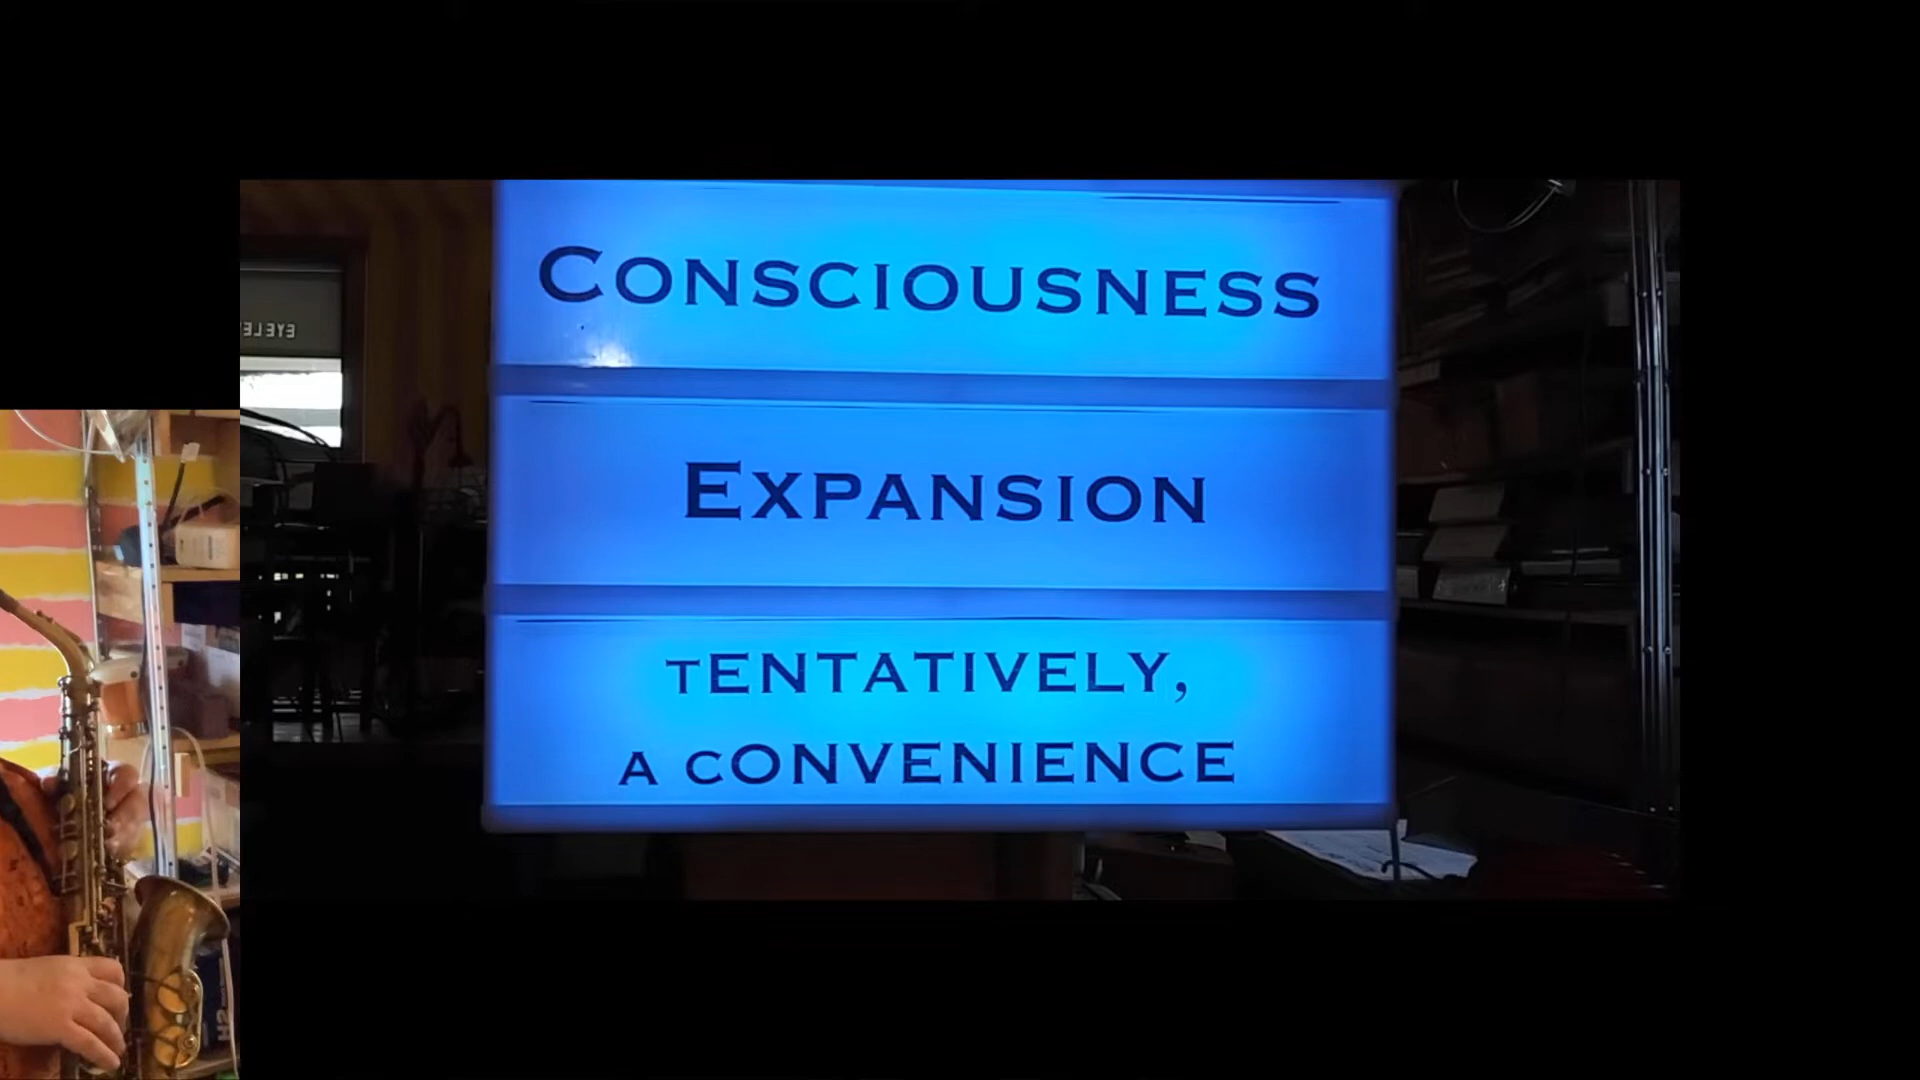 CONSCIOUSNESS
EXPANSION
tENTATIVELY,
A cONVENIENCE